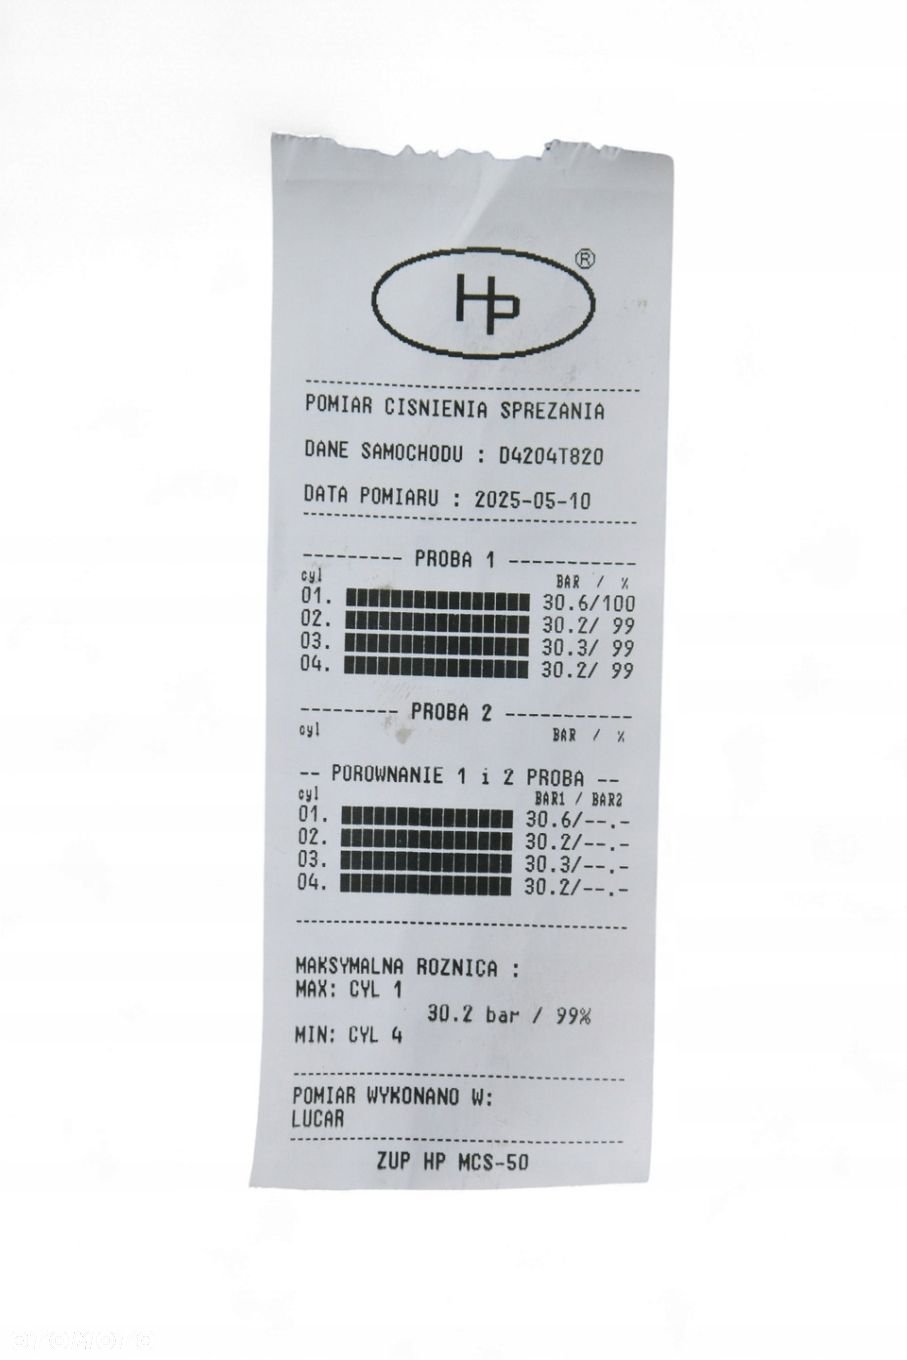 HP ®
POMIAR CISNIENIA SPREZANIA
DANE SAMOCHODU : D4204T820
DATA POMIARU : 2025-05-10
---------- PROBA 1 -------------
cyl BAR / %
01. 30.6/100
02. 30.2/ 99
03. 30.3/ 99
04. 30.2/ 99
---------- PROBA 2 -------------
cyl BAR / %
-- POROWNANIE 1 i 2 PROBA --
cyl BAR1 / BAR2
01. 30.6/--.-
02. 30.2/--.-
03. 30.3/--.-
04. 30.2/--.-
MAKSYMALNA ROZNICA :
MAX: CYL 1
30.2 bar / 99%
MIN: CYL 4
POMIAR WYKONANO W:
LUCAR
ZUP HP MCS-50